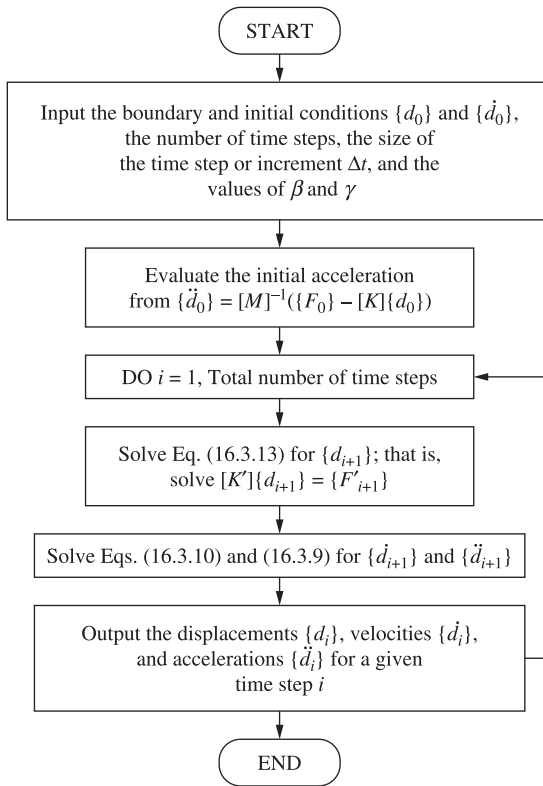 START
Input the boundary and initial conditions {d₀} and {ḋ₀},
the number of time steps, the size of
the time step or increment Δt, and the
values of β and γ
Evaluate the initial acceleration
from {d̈₀} = [M]⁻¹({F₀} − [K]{d₀})
DO i = 1, Total number of time steps
Solve Eq. (16.3.13) for {dᵢ₊₁}; that is,
solve [K′]{dᵢ₊₁} = {F′ᵢ₊₁}
Solve Eqs. (16.3.10) and (16.3.9) for {ḋᵢ₊₁} and {d̈ᵢ₊₁}
Output the displacements {dᵢ}, velocities {ḋᵢ},
and accelerations {d̈ᵢ} for a given
time step i
END